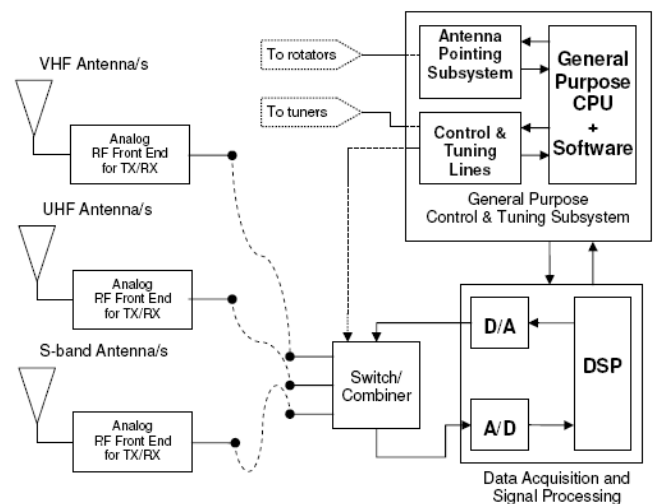 VHF Antenna/s
Analog
RF Front End
for TX/RX
UHF Antenna/s
Analog
RF Front End
for TX/RX
S-band Antenna/s
Analog
RF Front End
for TX/RX
To rotators
To tuners
Antenna
Pointing
Subsystem
Control &
Tuning
Lines
General
Purpose
CPU
+
Software
General Purpose
Control & Tuning Subsystem
Switch/
Combiner
D/A
A/D
DSP
Data Acquisition and
Signal Processing